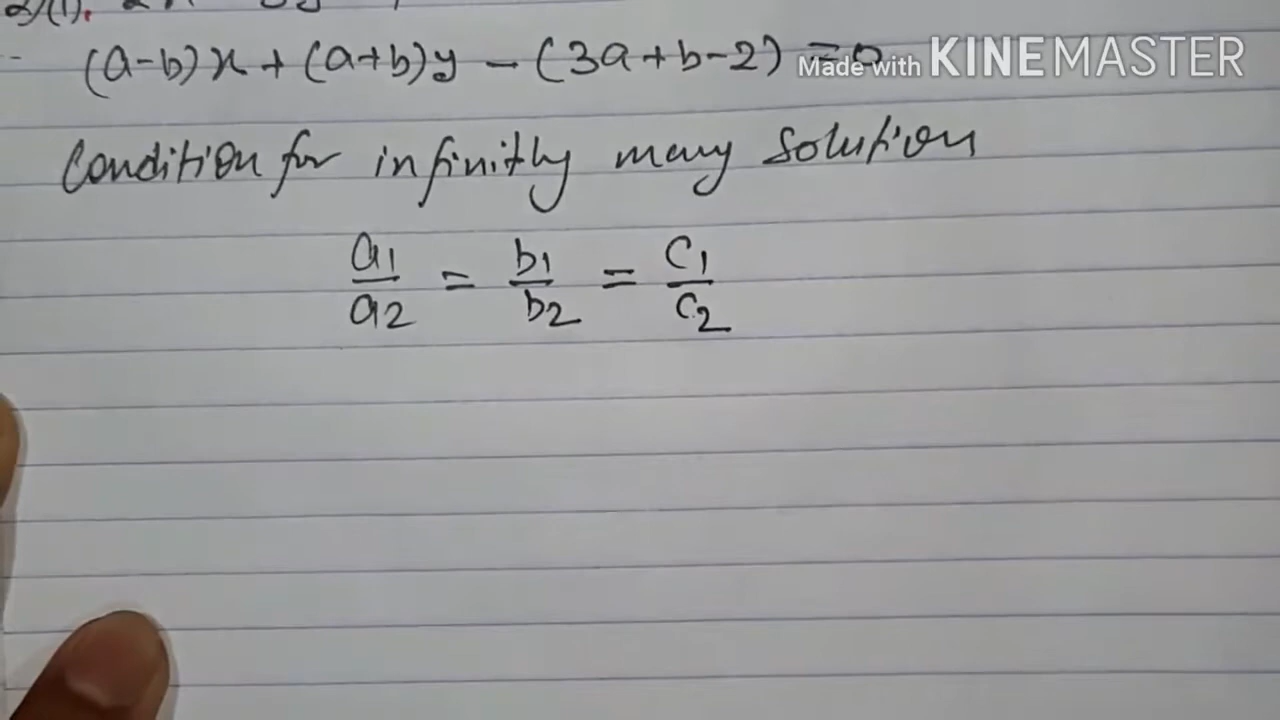 (a-b)x + (a+b)y - (3a+b-2) = 0
Made with KINEMASTER
Condition for infinitly many solution
a1/a2 = b1/b2 = c1/c2